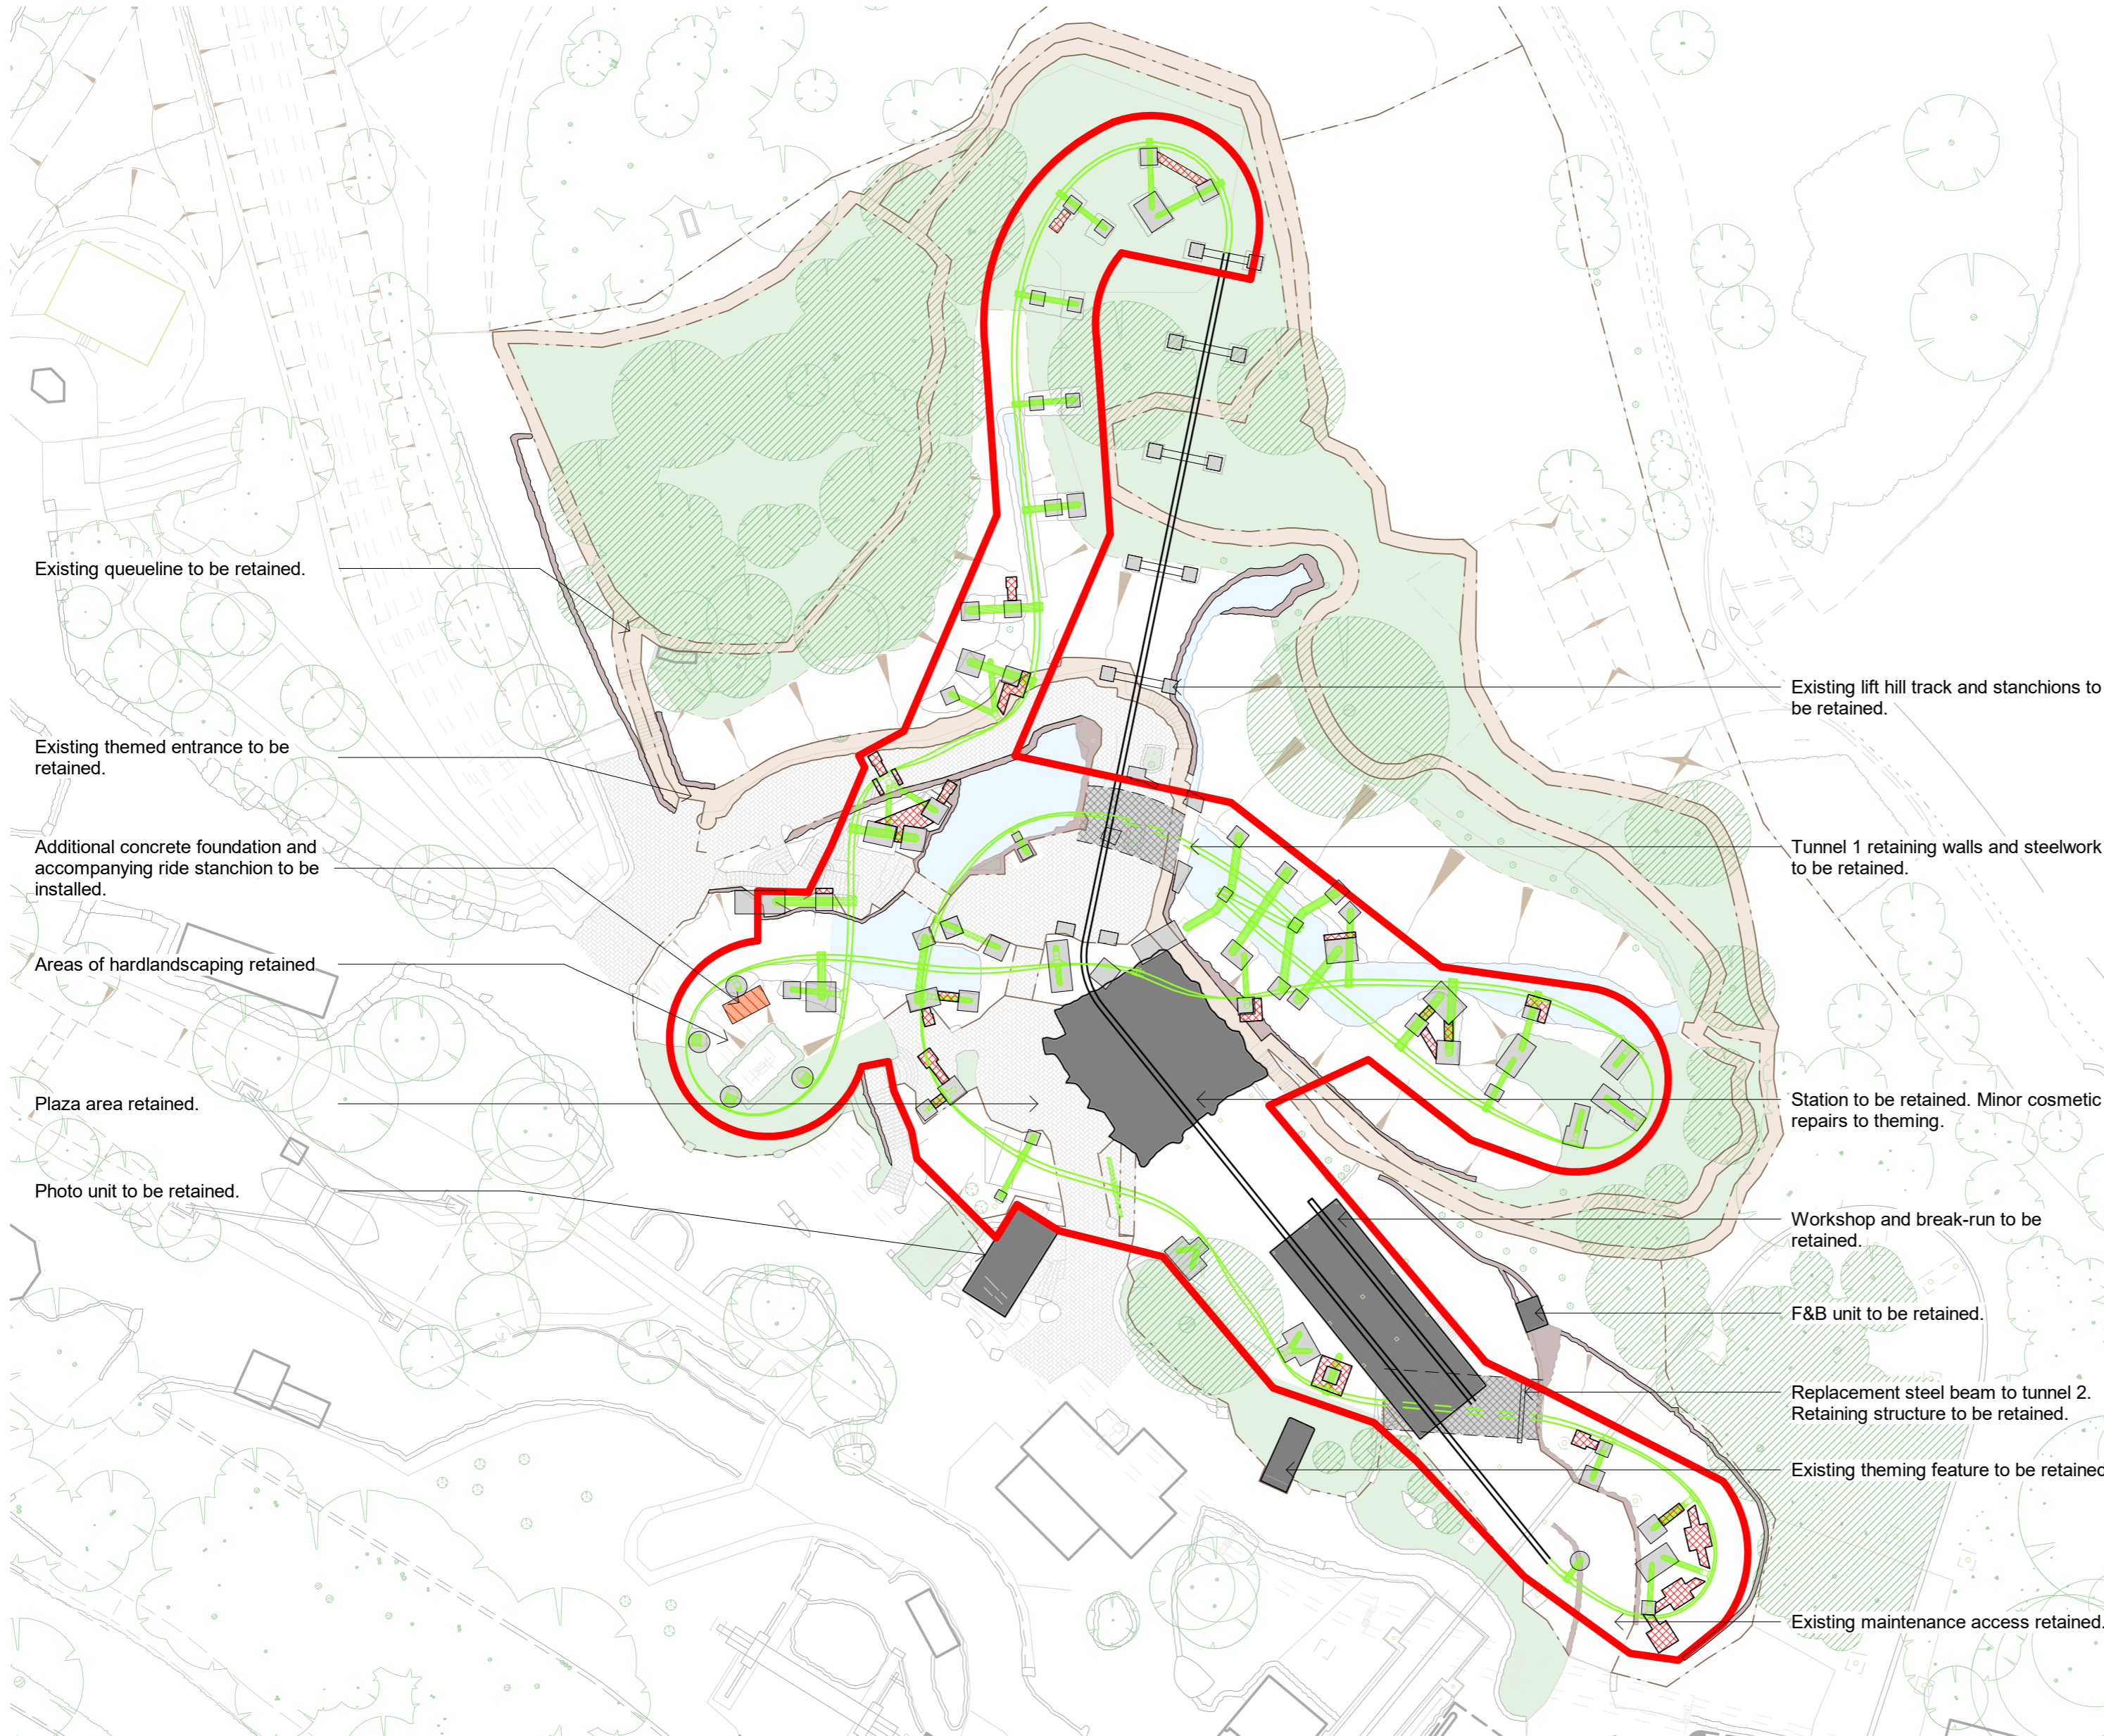 Existing queueline to be retained.
Existing themed entrance to be
retained.
Additional concrete foundation and
accompanying ride stanchion to be
installed.
Areas of hardlandscaping retained
Plaza area retained.
Photo unit to be retained.
Existing lift hill track and stanchions to
be retained.
Tunnel 1 retaining walls and steelwork
to be retained.
Station to be retained. Minor cosmetic
repairs to theming.
Workshop and break-run to be
retained.
F&B unit to be retained.
Replacement steel beam to tunnel 2.
Retaining structure to be retained.
Existing theming feature to be retained
Existing maintenance access retained.